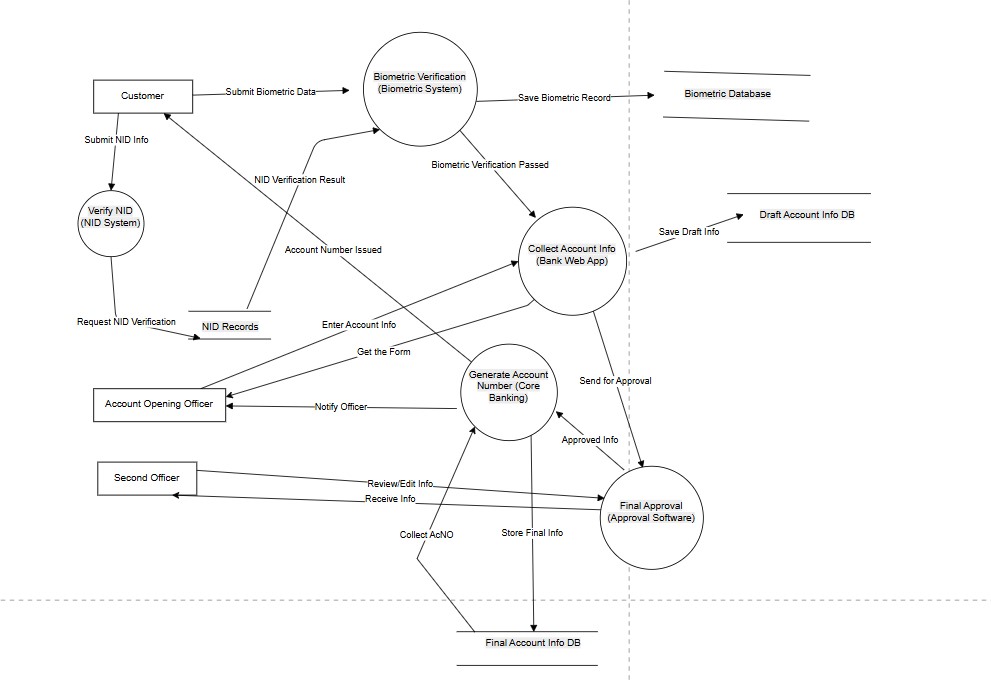 Biometric Verification
(Biometric System)
Customer
Submit Biometric Data
Save Biometric Record
Biometric Database
Submit NID Info
Biometric Verification Passed
NID Verification Result
Verify NID
(NID System)
Draft Account Info DB
Save Draft Info
Collect Account Info
(Bank Web App)
Account Number Issued
Request NID Verification
NID Records
Enter Account Info
Get the Form
Generate Account
Number (Core
Banking)
Send for Approval
Account Opening Officer
Notify Officer
Approved Info
Second Officer
Review/Edit Info
Receive Info
Final Approval
(Approval Software)
Collect AcNO
Store Final Info
Final Account Info DB